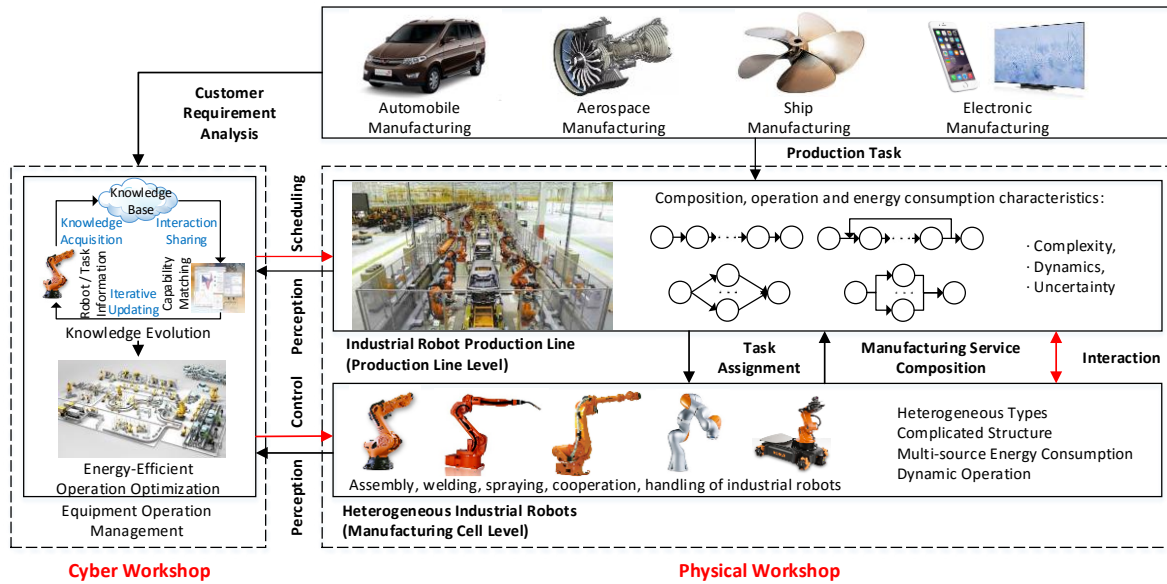 Automobile
Manufacturing
Aerospace
Manufacturing
Ship
Manufacturing
Electronic
Manufacturing
Customer
Requirement
Analysis
Production Task
Knowledge
Base
Knowledge
Acquisition
Interaction
Sharing
Robot / Task
Information
Iterative
Updating
Capability
Matching
Knowledge Evolution
Energy-Efficient
Operation Optimization
Equipment Operation
Management
Scheduling
Perception
Control
Perception
Composition, operation and energy consumption characteristics:
· Complexity,
· Dynamics,
· Uncertainty
Industrial Robot Production Line
(Production Line Level)
Task
Assignment
Manufacturing Service
Composition
Interaction
Heterogeneous Types
Complicated Structure
Multi-source Energy Consumption
Dynamic Operation
Assembly, welding, spraying, cooperation, handling of industrial robots
Heterogeneous Industrial Robots
(Manufacturing Cell Level)
Cyber Workshop
Physical Workshop